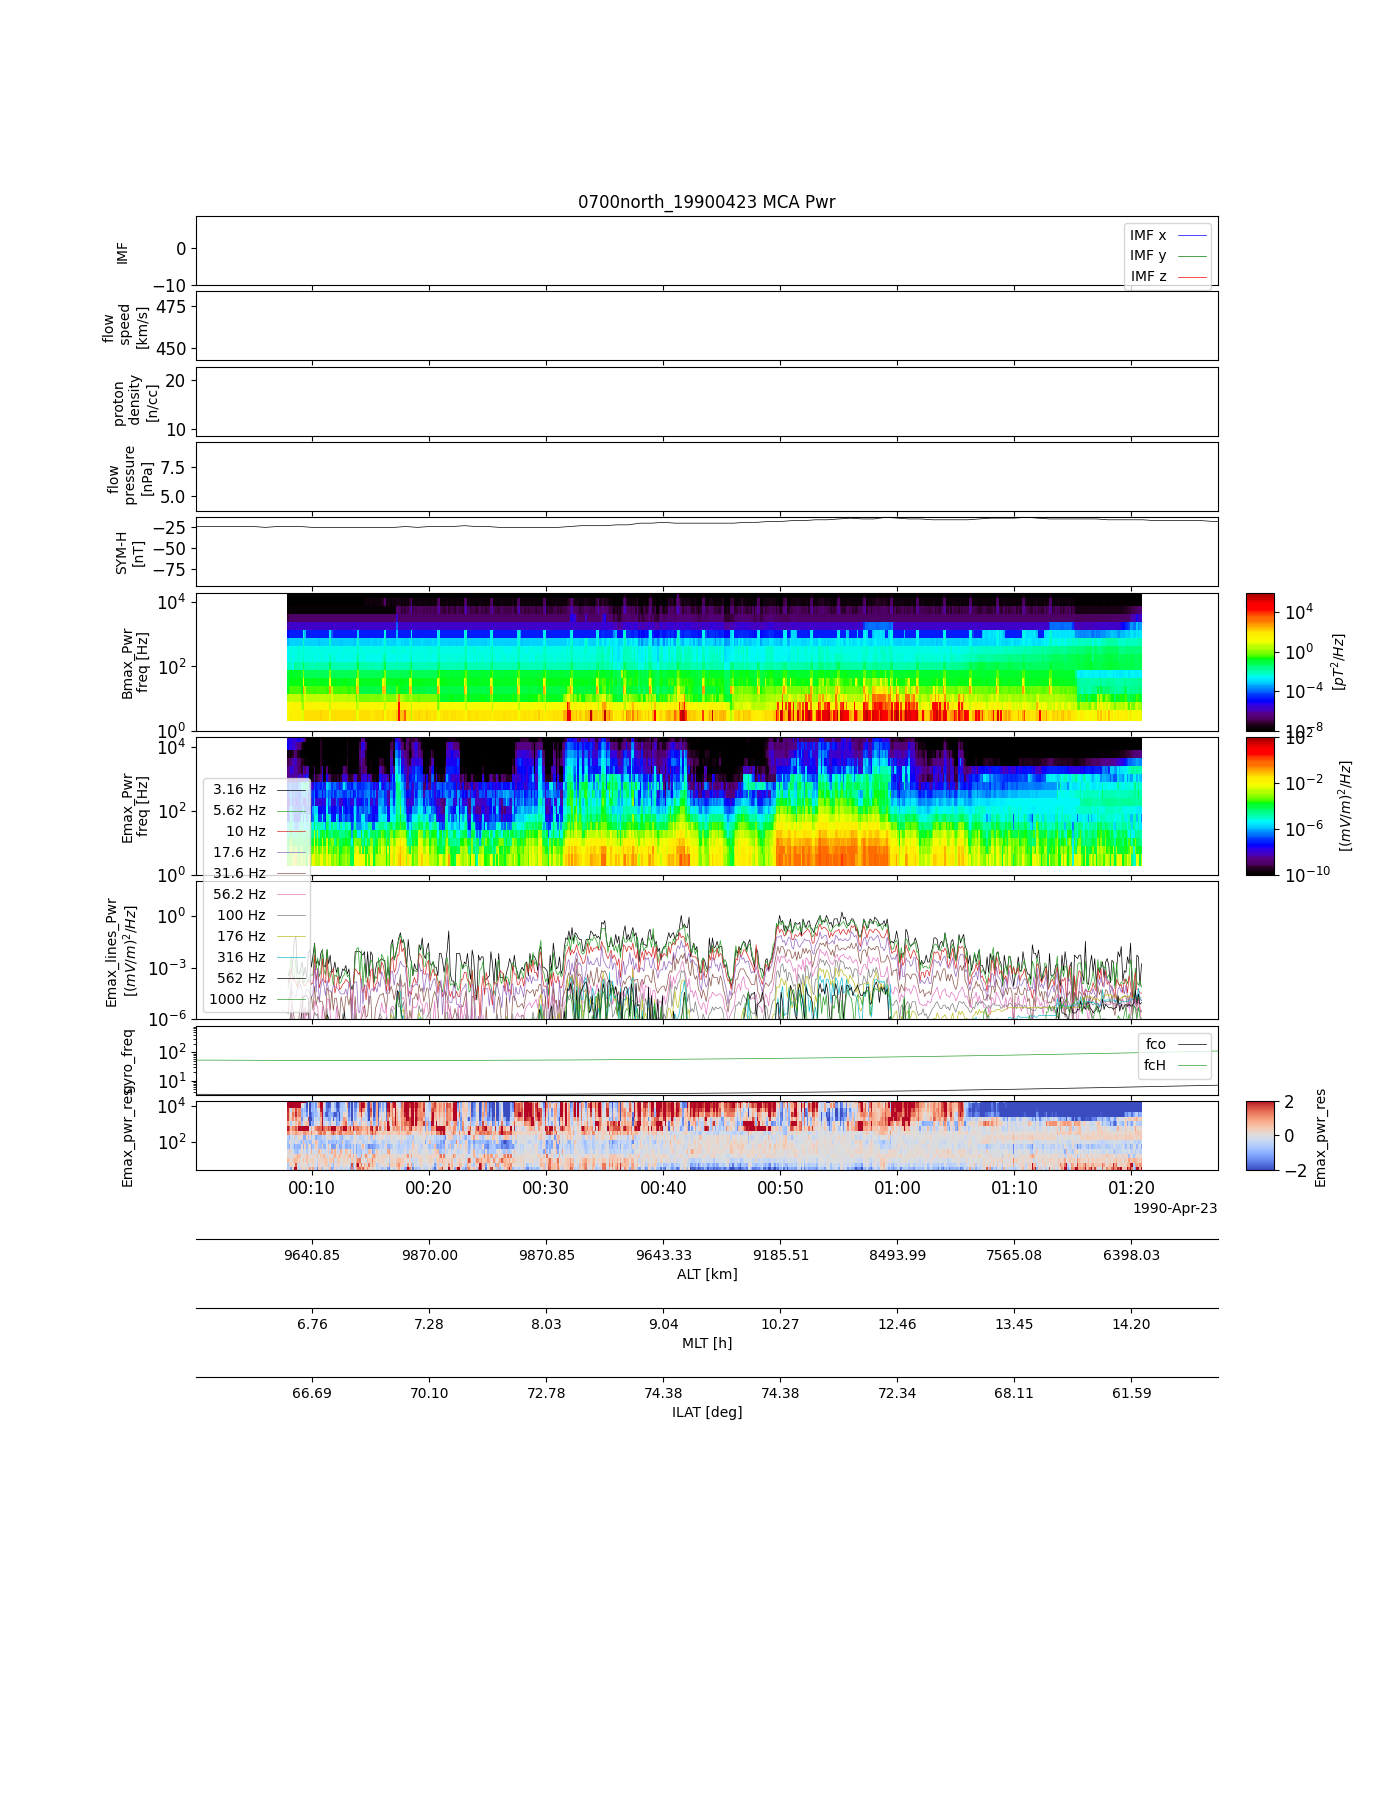 0700north_19900423 MCA Pwr
IMF
0
−10
IMF x
IMF y
IMF z
flow
speed
[km/s]
475
450
proton
density
[n/cc]
20
10
flow
pressure
[nPa]
7.5
5.0
SYM-H
[nT]
−25
−50
−75
Bmax_Pwr
freq [Hz]
10^4
10^2
10^0
10^4
10^0
10^−4
10^−8
[pT^2/Hz]
Emax_Pwr
freq [Hz]
10^4
10^2
10^0
10^2
10^−2
10^−6
10^−10
[(mV/m)^2/Hz]
3.16 Hz
5.62 Hz
10 Hz
17.6 Hz
31.6 Hz
56.2 Hz
100 Hz
176 Hz
316 Hz
562 Hz
1000 Hz
Emax_lines_Pwr
[(mV/m)^2/Hz]
10^0
10^−3
10^−6
gyro_freq
10^2
10^1
fco
fcH
Emax_pwr_res
10^4
10^2
2
0
−2
Emax_pwr_res
00:10 00:20 00:30 00:40 00:50 01:00 01:10 01:20
1990-Apr-23
9640.85 9870.00 9870.85 9643.33 9185.51 8493.99 7565.08 6398.03
ALT [km]
6.76 7.28 8.03 9.04 10.27 12.46 13.45 14.20
MLT [h]
66.69 70.10 72.78 74.38 74.38 72.34 68.11 61.59
ILAT [deg]